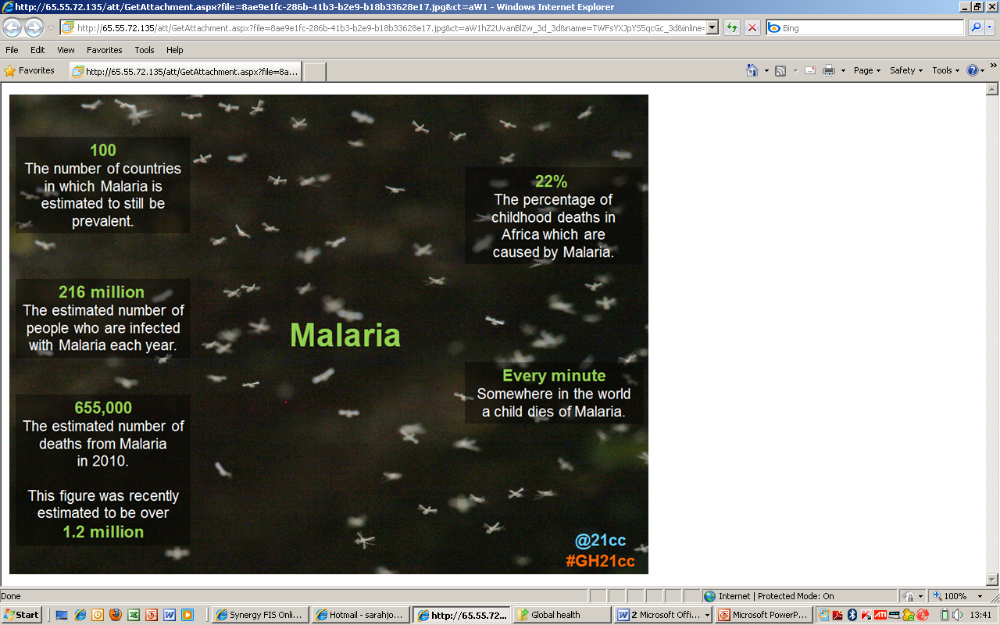 http://65.55.72.135/att/GetAttachment.aspx?file=8ae9e1fc-286b-41b3-b2e9-b18b33628e17.jpg&ct=aW1 - Windows Internet Explorer
http://65.55.72.135/att/GetAttachment.aspx?file=8ae9e1fc-286b-41b3-b2e9-b18b33628e17.jpg&ct=aW1hZ2UvanBlZw_3d_3d&name=TWFsYXJpYS5qcGc_3d&inline=
Bing
File Edit View Favorites Tools Help
Favorites
http://65.55.72.135/att/GetAttachment.aspx?file=8a...
Page Safety Tools
100
The number of countries
in which Malaria is
estimated to still be
prevalent.
22%
The percentage of
childhood deaths in
Africa which are
caused by Malaria.
216 million
The estimated number of
people who are infected
with Malaria each year.
Malaria
Every minute
Somewhere in the world
a child dies of Malaria.
655,000
The estimated number of
deaths from Malaria
in 2010.
This figure was recently
estimated to be over
1.2 million
@21cc
#GH21cc
Done
Internet | Protected Mode: On
100%
Start
Synergy FIS Onli...
Hotmail - sarahjo...
http://65.55.72...
Global health
2 Microsoft Offic...
Microsoft PowerP...
13:41